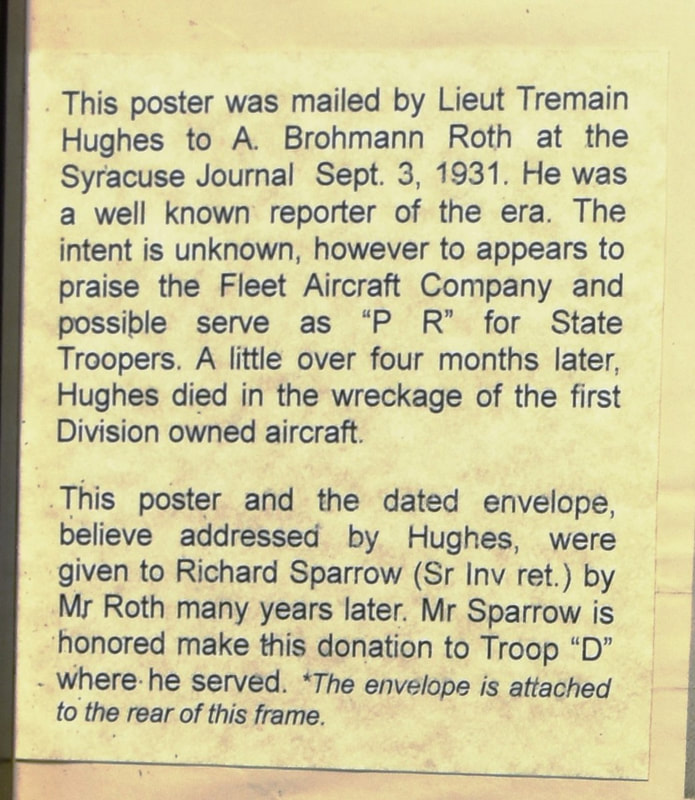 This poster was mailed by Lieut Tremain
Hughes to A. Brohmann Roth at the
Syracuse Journal Sept. 3, 1931. He was
a well known reporter of the era. The
intent is unknown, however to appears to
praise the Fleet Aircraft Company and
possible serve as “P R” for State
Troopers. A little over four months later,
Hughes died in the wreckage of the first
Division owned aircraft.
This poster and the dated envelope,
believe addressed by Hughes, were
given to Richard Sparrow (Sr Inv ret.) by
Mr Roth many years later. Mr Sparrow is
honored make this donation to Troop “D”
where he served. *The envelope is attached
to the rear of this frame.